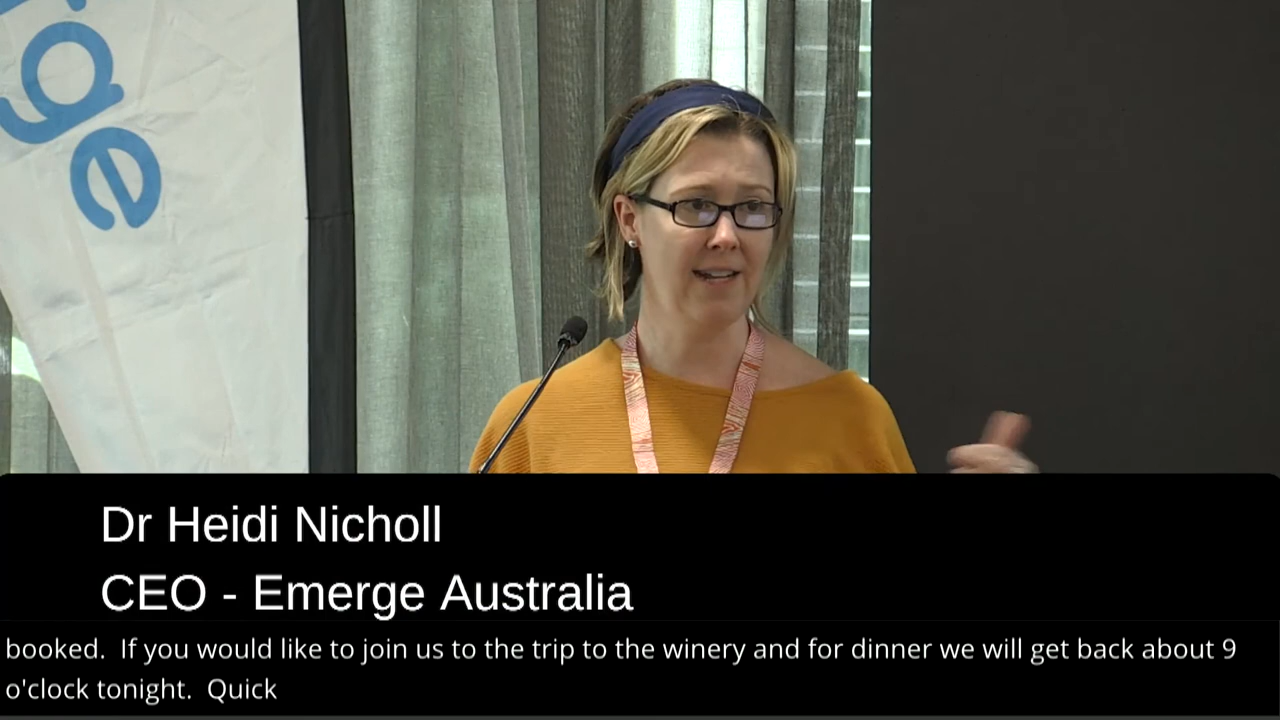 ge
Dr Heidi Nicholl
CEO - Emerge Australia
booked.  If you would like to join us to the trip to the winery and for dinner we will get back about 9
o'clock tonight.  Quick